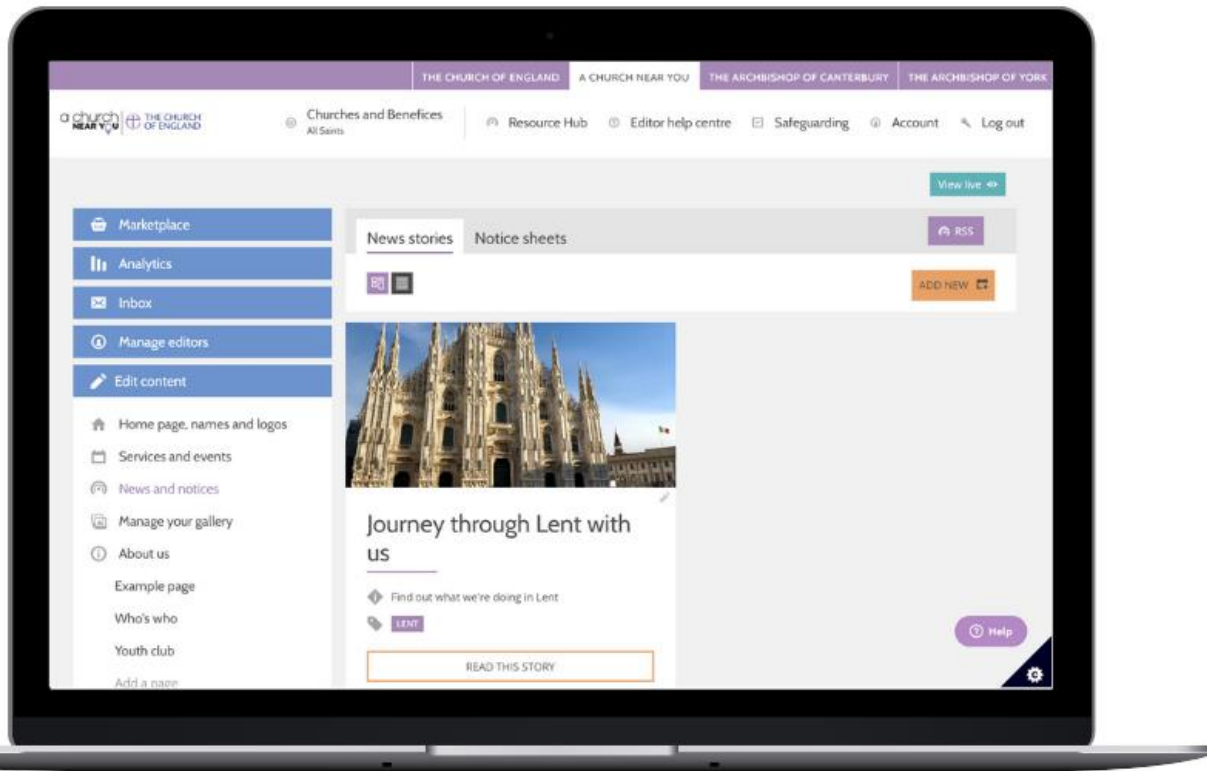 THE CHURCH OF ENGLAND
A CHURCH NEAR YOU
THE ARCHBISHOP OF CANTERBURY
THE ARCHBISHOP OF YORK
a church
NEAR YOU
THE CHURCH
OF ENGLAND
Churches and Benefices
All Saints
Resource Hub
Editor help centre
Safeguarding
Account
Log out
View live
Marketplace
Analytics
Inbox
Manage editors
Edit content
Home page, names and logos
Services and events
News and notices
Manage your gallery
About us
Example page
Who's who
Youth club
Add a page
News stories
Notice sheets
RSS
ADD NEW
Journey through Lent with
us
Find out what we're doing in Lent
LENT
READ THIS STORY
Help